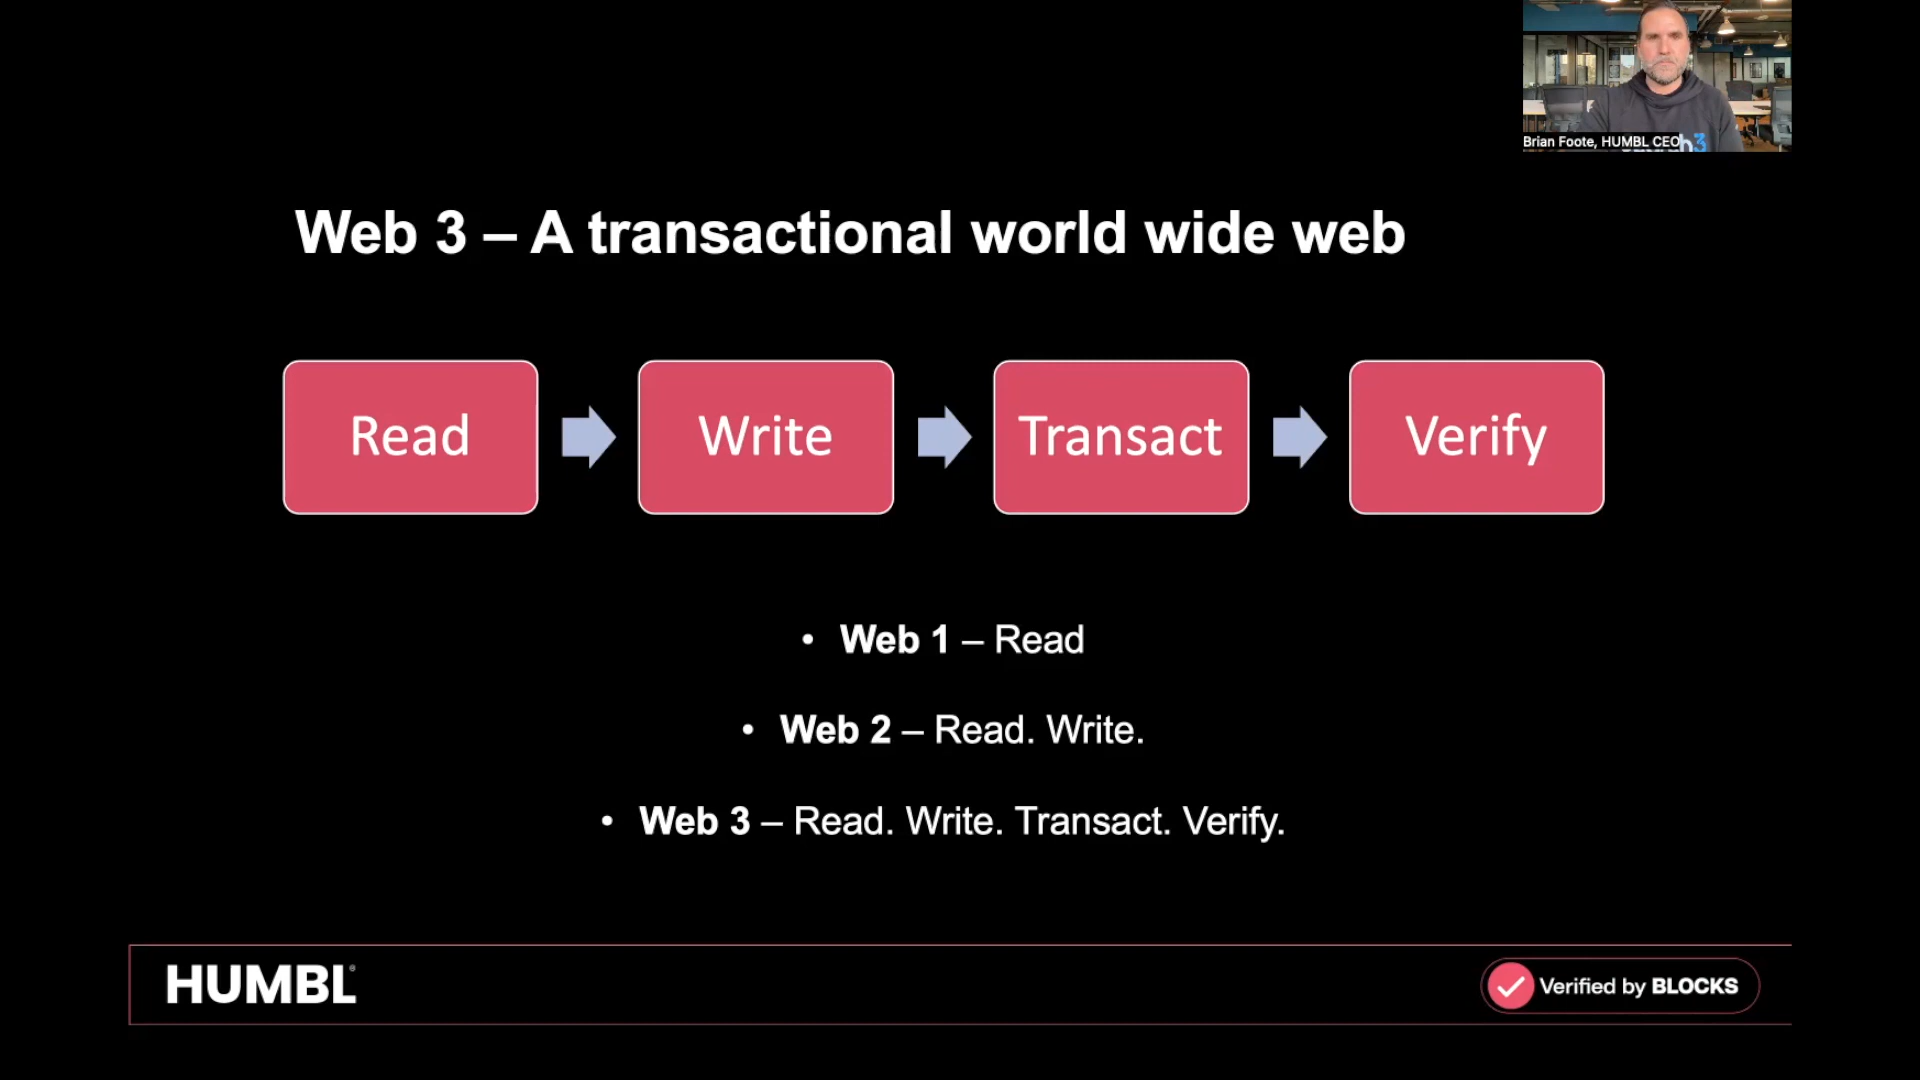 Brian Foote, HUMBL CEO
Web 3 – A transactional world wide web
Read
Write
Transact
Verify
• Web 1 – Read
• Web 2 – Read. Write.
• Web 3 – Read. Write. Transact. Verify.
HUMBL®
Verified by BLOCKS